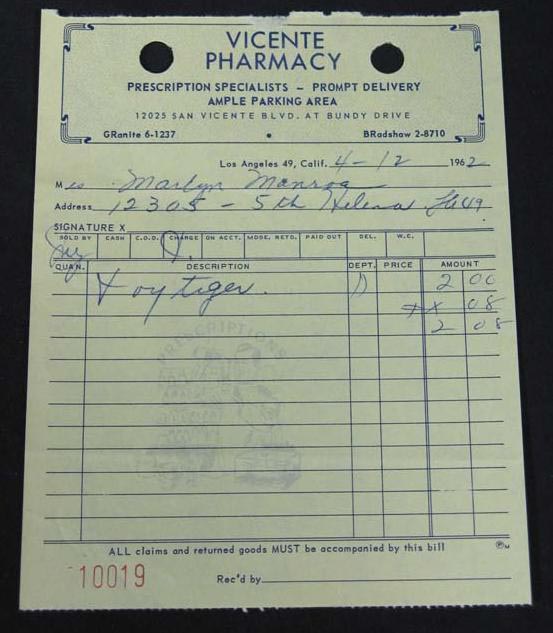 VICENTE
PHARMACY
PRESCRIPTION SPECIALISTS – PROMPT DELIVERY
AMPLE PARKING AREA
12025 SAN VICENTE BLVD. AT BUNDY DRIVE
GRanite 6-1237 • BRadshaw 2-8710
Los Angeles 49, Calif. 4-12 1962
M Marilyn Monroe
Address 12305 - 5th Helena
SIGNATURE X
SOLD BY CASH C.O.D. CHARGE ON ACCT. MDSE. RETD. PAID OUT DEL. W.C.
QUAN. DESCRIPTION DEPT. PRICE AMOUNT
Toy tiger. 2 00
08
2 08
PRESCRIPTIONS
ALL claims and returned goods MUST be accompanied by this bill
10019 Rec'd by